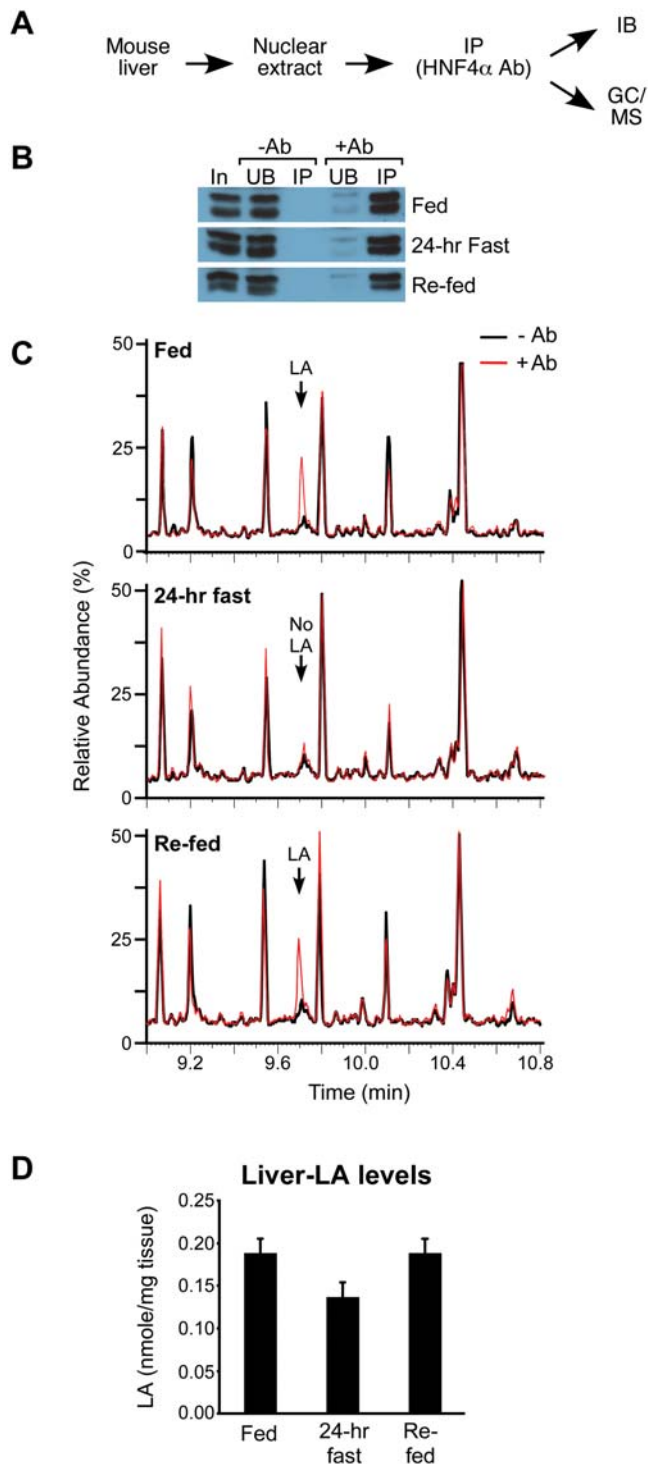 A
Mouse liver
Nuclear extract
IP (HNF4α Ab)
IB
GC/MS
B
-Ab
+Ab
In
UB
IP
UB
IP
Fed
24-hr Fast
Re-fed
C
- Ab
+ Ab
Relative Abundance (%)
Fed
LA
50
25
0
24-hr fast
No LA
50
25
0
Re-fed
LA
50
25
0
9.2 9.6 10.0 10.4 10.8
Time (min)
D
Liver-LA levels
LA (nmole/mg tissue)
0.25
0.20
0.15
0.10
0.05
0.00
Fed
24-hr fast
Re-fed